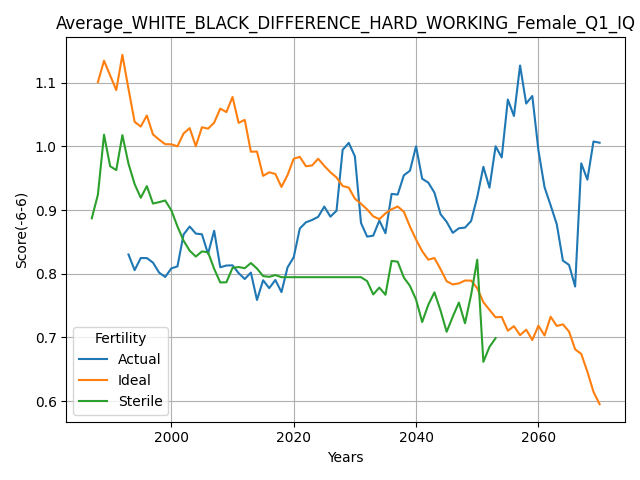 Average_WHITE_BLACK_DIFFERENCE_HARD_WORKING_Female_Q1_IQ
1.1
1.0
0.9
0.8
0.7
0.6
Score(-6-6)
Fertility
Actual
Ideal
Sterile
2000 2020 2040 2060
Years